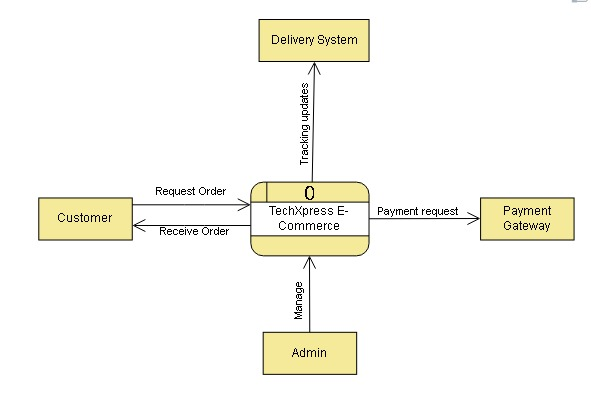 Delivery System
Tracking updates
0
Request Order
TechXpress E-
Commerce
Payment request
Customer
Payment
Gateway
Receive Order
Manage
Admin